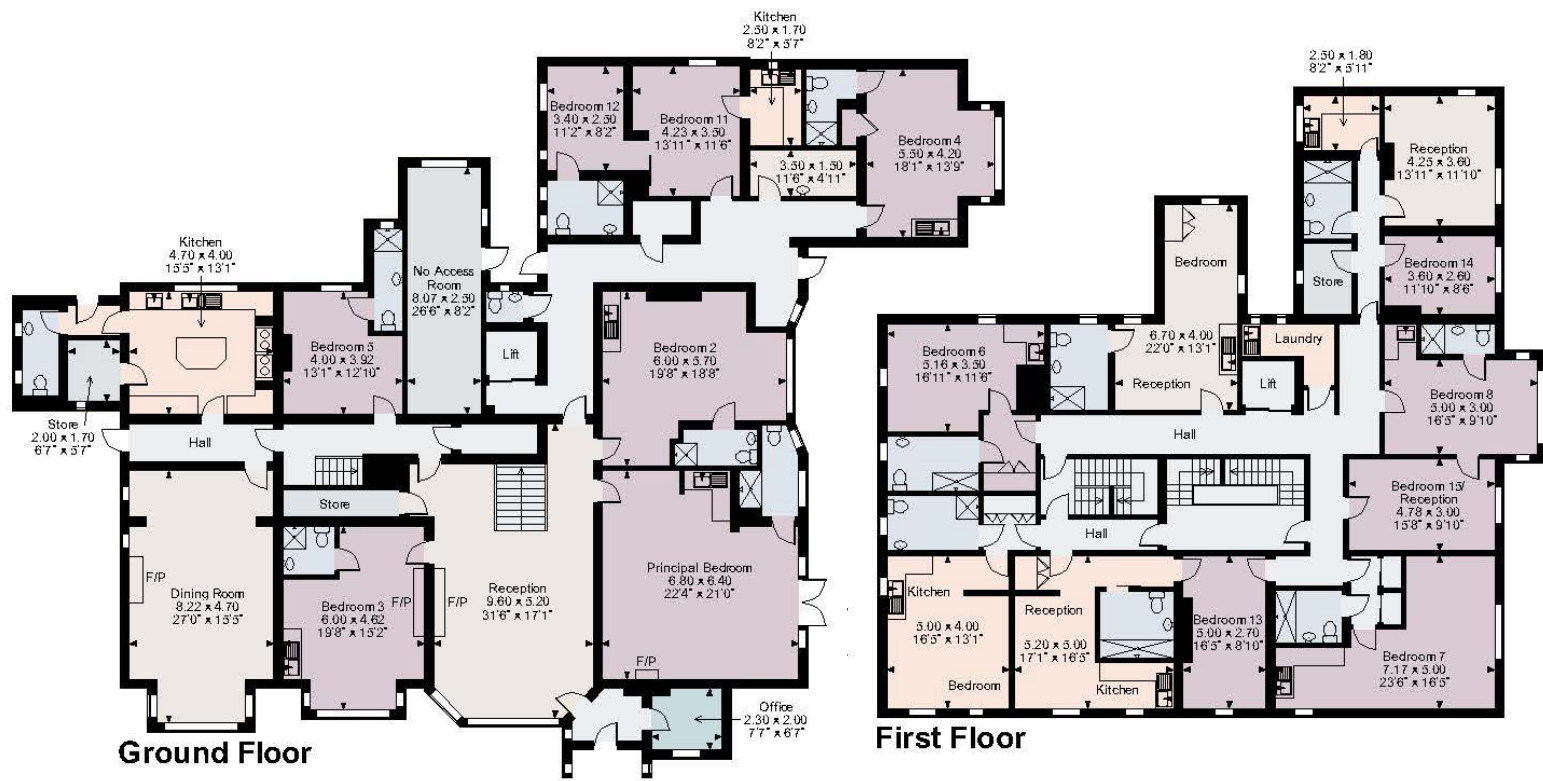 Kitchen
2.50 x 1.70
8'2" x 5'7"
Bedroom 12
3.40 x 2.50
11'2" x 8'2"
Bedroom 11
4.23 x 3.50
13'11" x 11'6"
3.50 x 1.50
11'6" x 4'11"
Bedroom 4
5.50 x 4.20
18'1" x 13'9"
Kitchen
4.70 x 4.00
15'5" x 13'1"
No Access
Room
8.07 x 2.50
26'6" x 8'2"
Bedroom 5
4.00 x 3.92
13'1" x 12'10"
Lift
Bedroom 2
6.00 x 5.70
19'8" x 18'8"
Store
2.00 x 1.70
6'7" x 5'7"
Hall
Store
F/P
Dining Room
8.22 x 4.70
27'0" x 15'5"
Bedroom 3
6.00 x 4.62
19'8" x 15'2"
F/P
F/P
Reception
9.60 x 5.20
31'6" x 17'1"
Principal Bedroom
6.80 x 6.40
22'4" x 21'0"
F/P
Office
2.30 x 2.00
7'7" x 6'7"
Ground Floor
2.50 x 1.80
8'2" x 5'11"
Reception
4.25 x 3.60
13'11" x 11'10"
Bedroom
6.70 x 4.00
22'0" x 13'1"
Reception
Store
Bedroom 14
3.60 x 2.60
11'10" x 8'6"
Bedroom 6
5.16 x 3.50
16'11" x 11'6"
Laundry
Lift
Bedroom 8
5.00 x 3.00
16'5" x 9'10"
Hall
Bedroom 15/
Reception
4.78 x 3.00
15'8" x 9'10"
Hall
Kitchen
5.00 x 4.00
16'5" x 13'1"
Bedroom
Reception
5.20 x 5.00
17'1" x 16'5"
Kitchen
Bedroom 13
5.00 x 2.70
16'5" x 8'10"
Bedroom 7
7.17 x 5.00
23'6" x 16'5"
First Floor